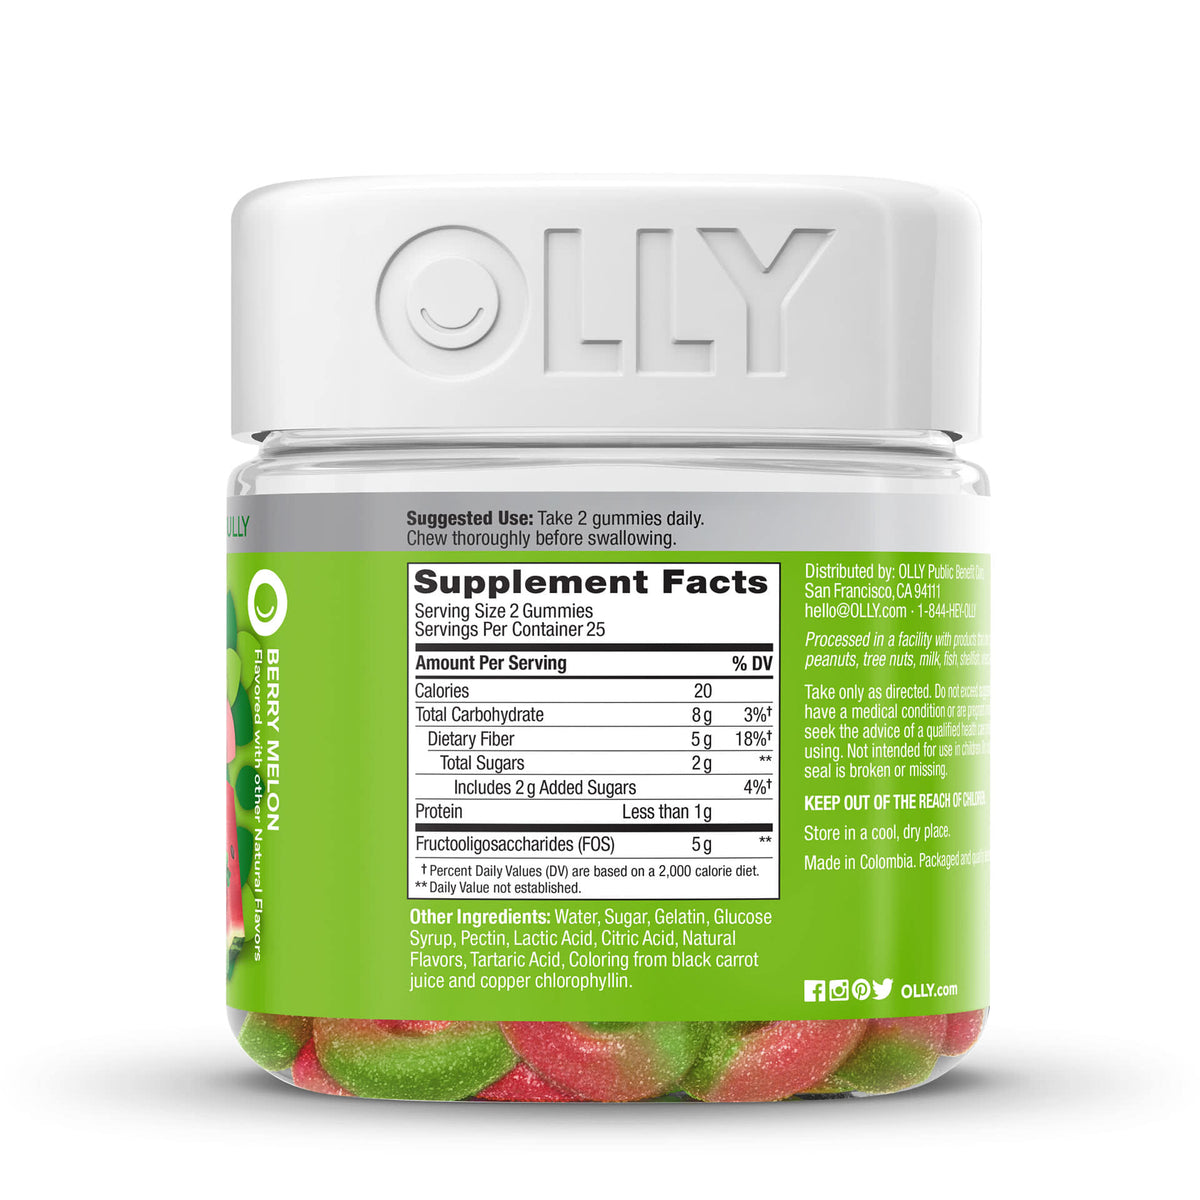 OLLY
ULLY
BERRY MELON
Flavored with other Natural Flavors
Suggested Use: Take 2 gummies daily.
Chew thoroughly before swallowing.
Supplement Facts
Serving Size 2 Gummies
Servings Per Container 25
Amount Per Serving % DV
Calories 20
Total Carbohydrate 8 g 3%†
Dietary Fiber 5 g 18%†
Total Sugars 2 g **
Includes 2 g Added Sugars 4%†
Protein Less than 1g
Fructooligosaccharides (FOS) 5 g **
† Percent Daily Values (DV) are based on a 2,000 calorie diet.
** Daily Value not established.
Other Ingredients: Water, Sugar, Gelatin, Glucose
Syrup, Pectin, Lactic Acid, Citric Acid, Natural
Flavors, Tartaric Acid, Coloring from black carrot
juice and copper chlorophyllin.
Distributed by: OLLY Public Benefit
San Francisco, CA 94111
hello@OLLY.com · 1-844-HEY-OLLY
Processed in a facility with products
peanuts, tree nuts, milk, fish, shellfish,
Take only as directed. Do not exceed
have a medical condition or are
seek the advice of a qualified health
using. Not intended for use in children.
seal is broken or missing.
KEEP OUT OF THE REACH OF CHILDREN.
Store in a cool, dry place.
Made in Colombia. Packaged and
OLLY.com